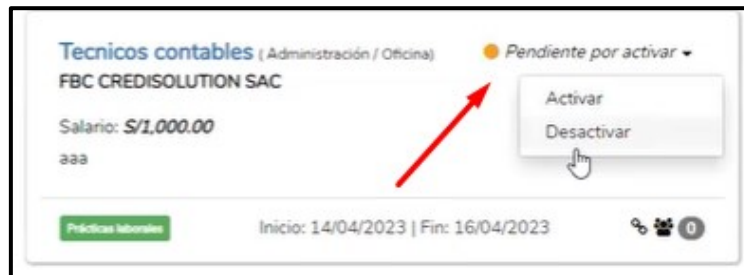 Tecnicos contables ( Administración / Oficina) Pendiente por activar
FBC CREDISOLUTION SAC
Activar
Salario: S/1,000.00
Desactivar
aaa
Prácticas laborales Inicio: 14/04/2023 | Fin: 16/04/2023 0